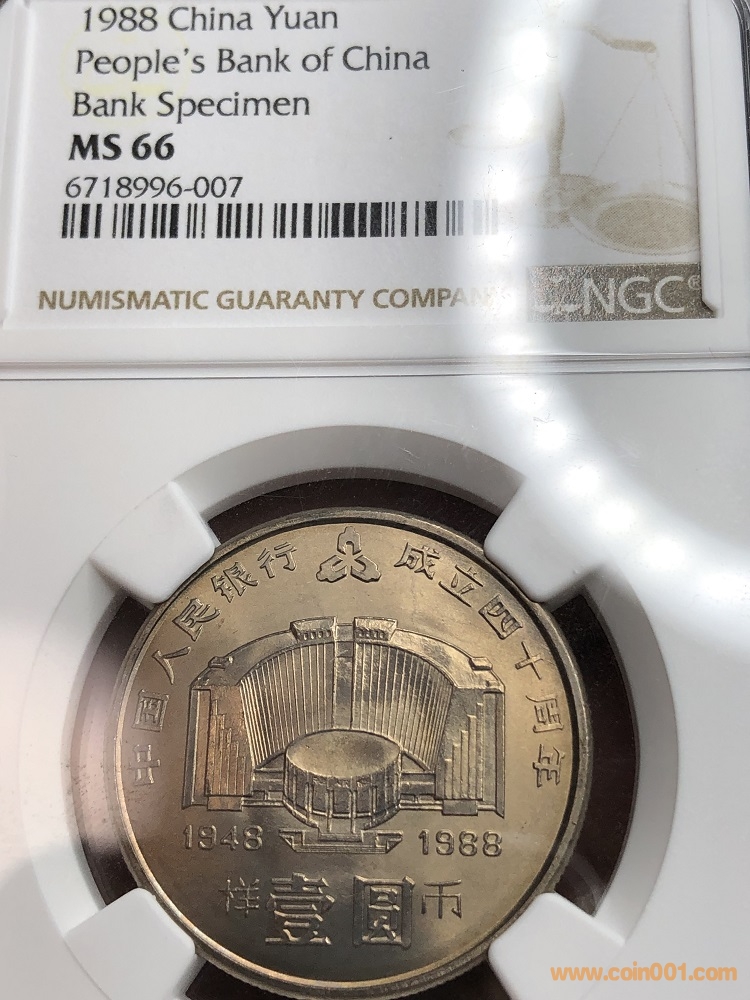 1988 China Yuan
People's Bank of China
Bank Specimen
MS 66
6718996-007
NUMISMATIC GUARANTY COMPANY
NGC®
中国人民银行 成立四十周年
1948 1988
样 壹圆 币
www.coin001.com